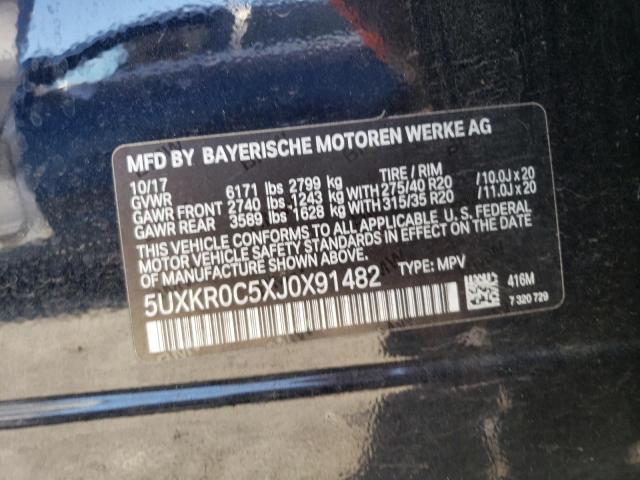 MFD BY BAYERISCHE MOTOREN WERKE AG
10/17 TIRE / RIM
GVWR 6171 lbs 2799 kg
GAWR FRONT 2740 lbs 1243 kg WITH 275/40 R20 /10.0J x 20
GAWR REAR 3589 lbs 1628 kg WITH 315/35 R20 /11.0J x 20
THIS VEHICLE CONFORMS TO ALL APPLICABLE U. S. FEDERAL
MOTOR VEHICLE SAFETY STANDARDS IN EFFECT ON THE DATE
OF MANUFACTURE SHOWN ABOVE.
5UXKR0C5XJ0X91482 TYPE: MPV
416M
7 320 729